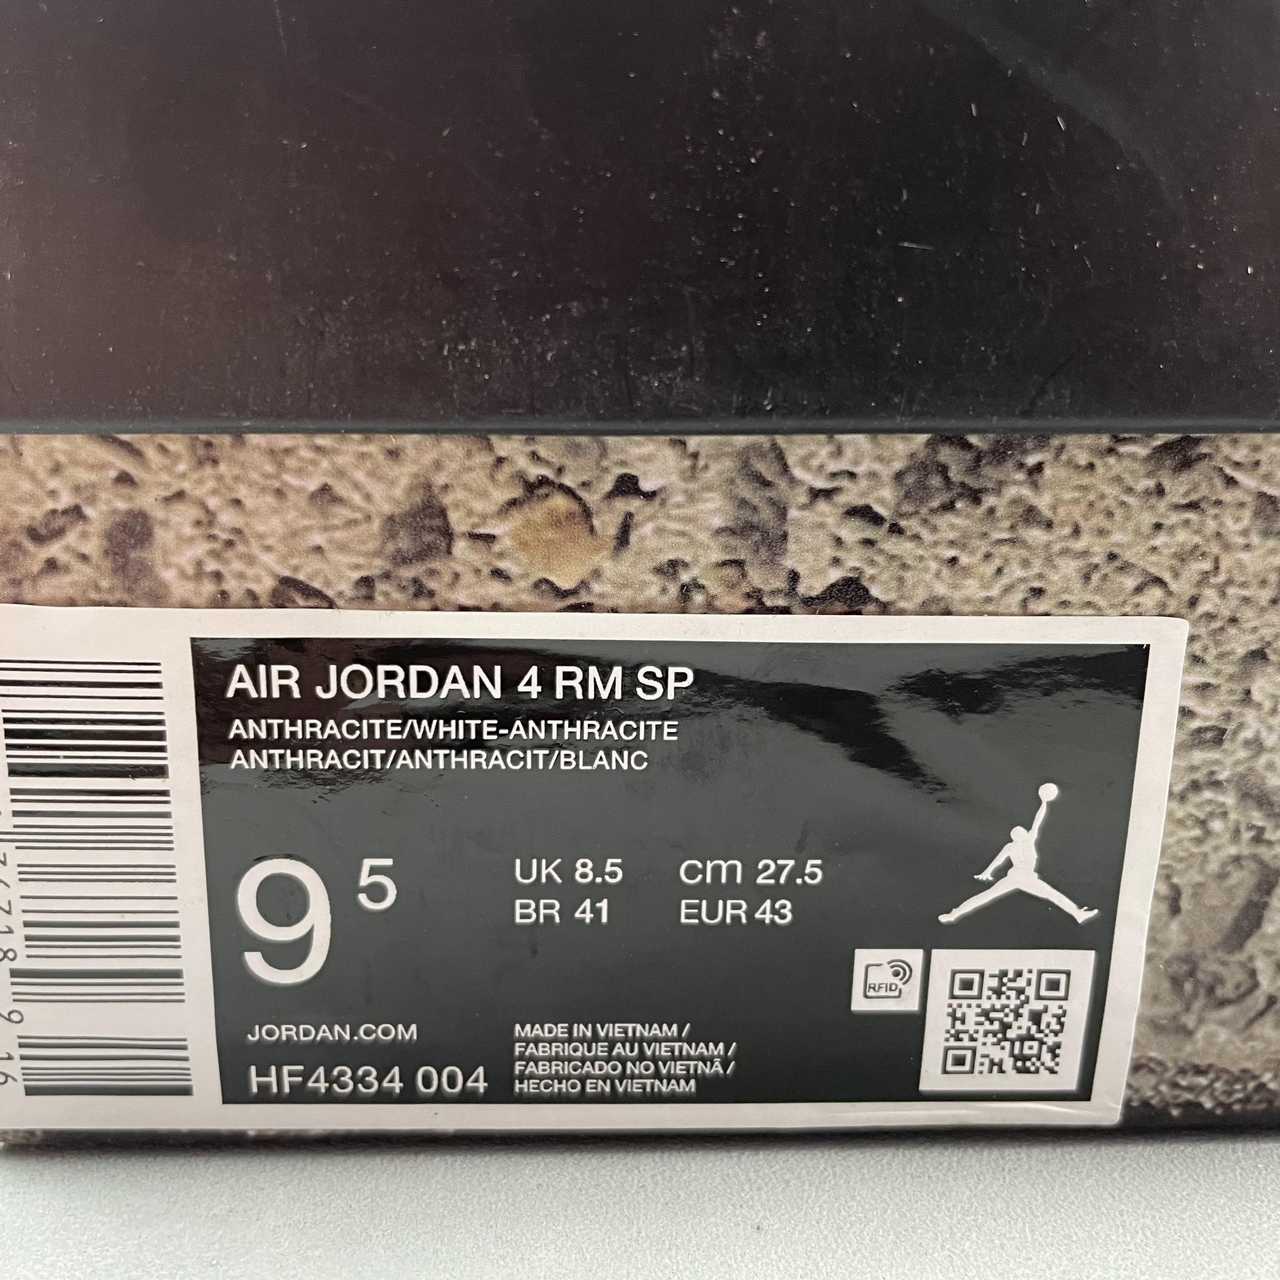 AIR JORDAN 4 RM SP
ANTHRACITE/WHITE-ANTHRACITE
ANTHRACIT/ANTHRACIT/BLANC
9 5
UK 8.5 cm 27.5
BR 41 EUR 43
RFID
JORDAN.COM
HF4334 004
MADE IN VIETNAM /
FABRIQUE AU VIETNAM /
FABRICADO NO VIETNÃ /
HECHO EN VIETNAM